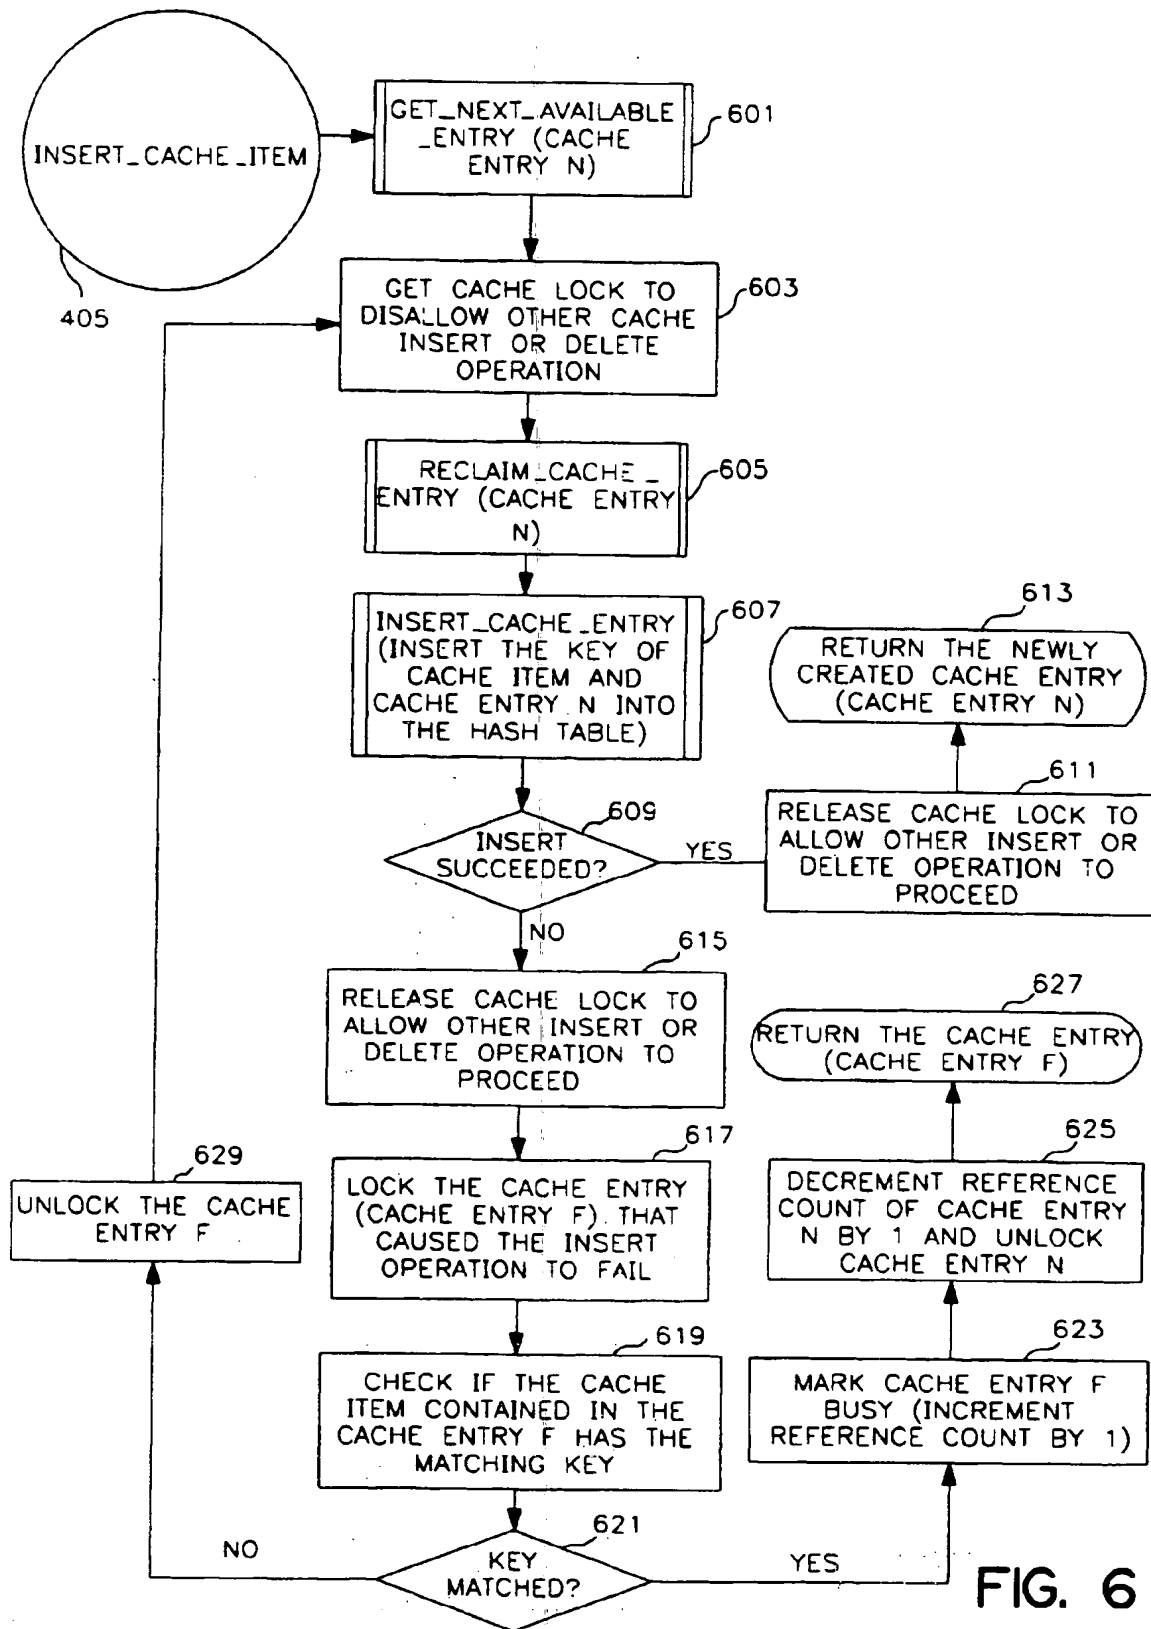 INSERT_CACHE_ITEM
405
GET_NEXT_AVAILABLE
_ENTRY (CACHE
ENTRY N)
601
GET CACHE LOCK TO
DISALLOW OTHER CACHE
INSERT OR DELETE
OPERATION
603
RECLAIM_CACHE_
ENTRY (CACHE ENTRY
N)
605
INSERT_CACHE_ENTRY
(INSERT THE KEY OF
CACHE ITEM AND
CACHE ENTRY N INTO
THE HASH TABLE)
607
INSERT
SUCCEEDED?
609
YES
RELEASE CACHE LOCK TO
ALLOW OTHER INSERT OR
DELETE OPERATION TO
PROCEED
611
RETURN THE NEWLY
CREATED CACHE ENTRY
(CACHE ENTRY N)
613
NO
RELEASE CACHE LOCK TO
ALLOW OTHER INSERT OR
DELETE OPERATION TO
PROCEED
615
LOCK THE CACHE ENTRY
(CACHE ENTRY F) THAT
CAUSED THE INSERT
OPERATION TO FAIL
617
CHECK IF THE CACHE
ITEM CONTAINED IN THE
CACHE ENTRY F HAS THE
MATCHING KEY
619
KEY
MATCHED?
621
YES
MARK CACHE ENTRY F
BUSY (INCREMENT
REFERENCE COUNT BY 1)
623
DECREMENT REFERENCE
COUNT OF CACHE ENTRY
N BY 1 AND UNLOCK
CACHE ENTRY N
625
RETURN THE CACHE ENTRY
(CACHE ENTRY F)
627
NO
UNLOCK THE CACHE
ENTRY F
629
FIG. 6